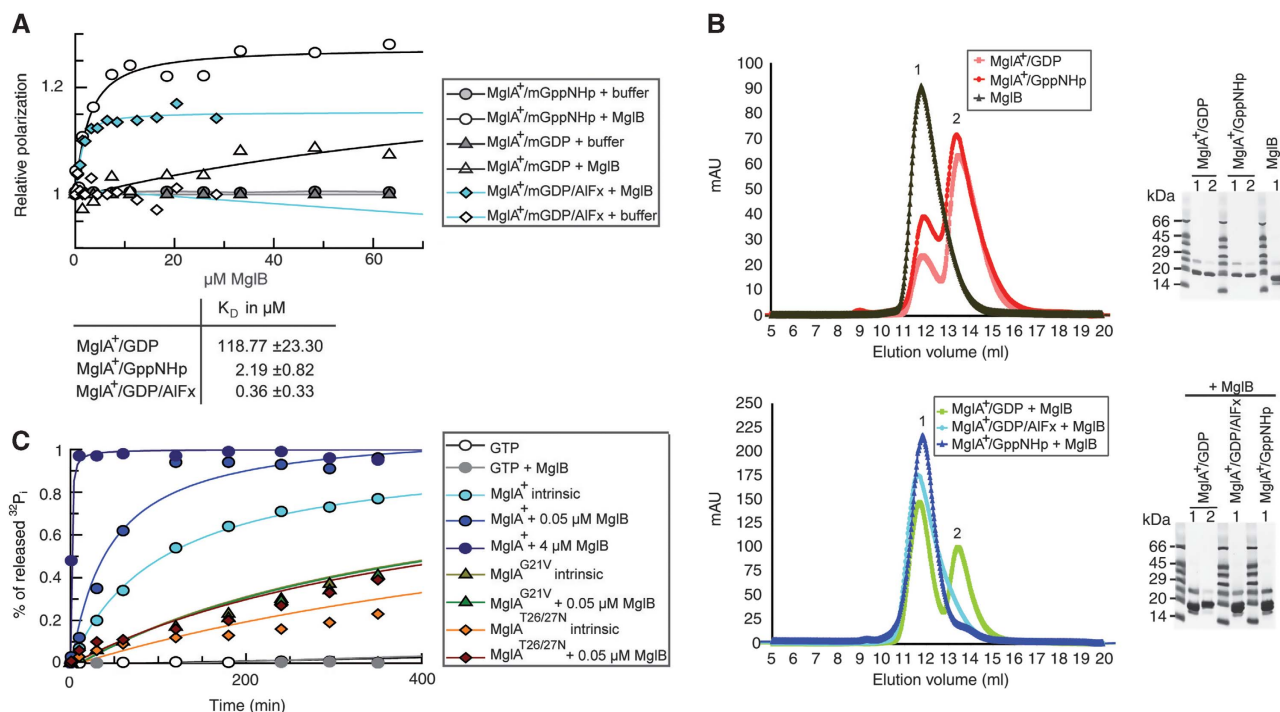 A
Relative polarization
1.2
1
0
20
40
60
µM MglB
MglA+/mGppNHp + buffer
MglA+/mGppNHp + MglB
MglA+/mGDP + buffer
MglA+/mGDP + MglB
MglA+/mGDP/AlFx + MglB
MglA+/mGDP/AlFx + buffer
KD in µM
MglA+/GDP 118.77 ±23.30
MglA+/GppNHp 2.19 ±0.82
MglA+/GDP/AlFx 0.36 ±0.33
B
mAU
100
90
80
70
60
50
40
30
20
10
0
5 6 7 8 9 10 11 12 13 14 15 16 17 18 19 20
Elution volume (ml)
1
2
MglA+/GDP
MglA+/GppNHp
MglB
MglA+/GDP
MglA+/GppNHp
MglB
1 2 1 2 1
kDa
66
45
29
20
14
mAU
250
225
200
175
150
125
100
75
50
25
0
5 6 7 8 9 10 11 12 13 14 15 16 17 18 19 20
Elution volume (ml)
1
2
MglA+/GDP + MglB
MglA+/GDP/AlFx + MglB
MglA+/GppNHp + MglB
+ MglB
MglA+/GDP
MglA+/GDP/AlFx
MglA+/GppNHp
1 2 1 1
kDa
66
45
29
20
14
C
% of released 32Pi
1
0.8
0.6
0.4
0.2
0
0 200 400
Time (min)
GTP
GTP + MglB
MglA+ intrinsic
MglA+ + 0.05 µM MglB
MglA+ + 4 µM MglB
MglAG21V intrinsic
MglAG21V + 0.05 µM MglB
MglAT26/27N intrinsic
MglAT26/27N + 0.05 µM MglB